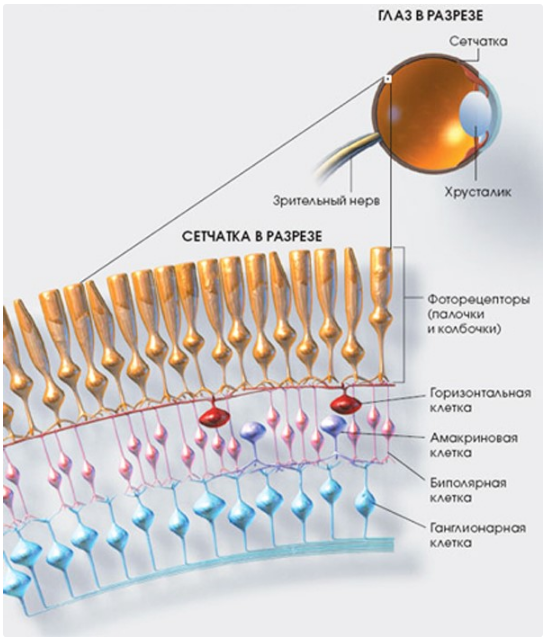 ГЛАЗ В РАЗРЕЗЕ
Сетчатка
Хрусталик
Зрительный нерв
СЕТЧАТКА В РАЗРЕЗЕ
Фоторецепторы
(палочки
и колбочки)
Горизонтальная
клетка
Амакриновая
клетка
Биполярная
клетка
Ганглионарная
клетка